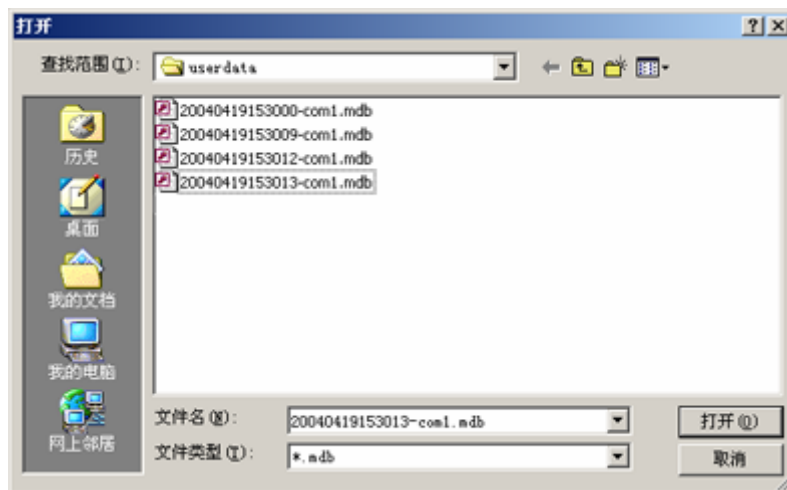 打开
查找范围(I):
userdata
历史
桌面
我的文档
我的电脑
网上邻居
20040419153000-com1.mdb
20040419153009-com1.mdb
20040419153012-com1.mdb
20040419153013-com1.mdb
文件名(N):
20040419153013-com1.mdb
打开(O)
文件类型(T):
*.mdb
取消